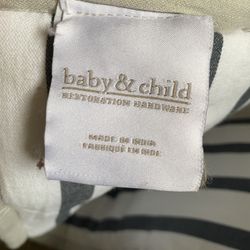 baby & child
RESTORATION HARDWARE
MADE IN INDIA
FABRIQUÉ EN INDE